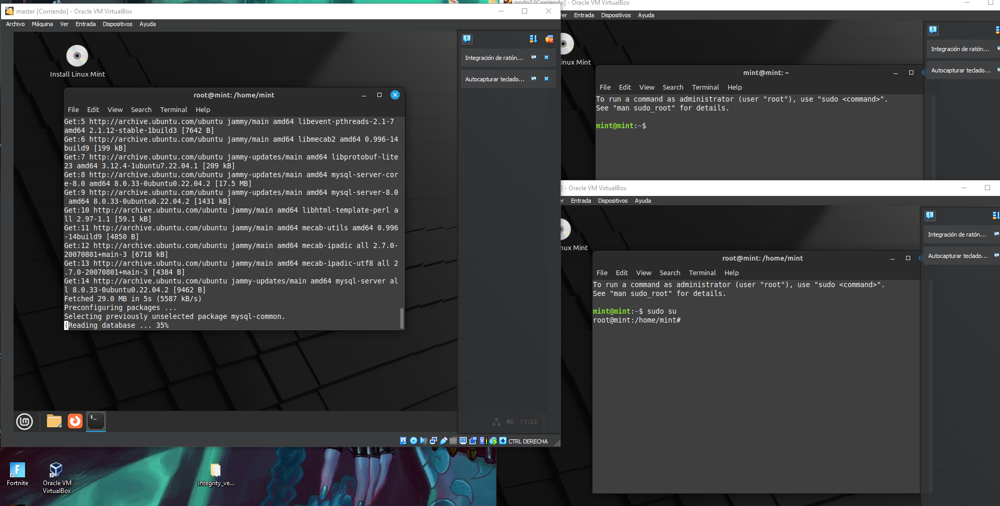 master [Corriendo] - Oracle VM VirtualBox
Archivo Máquina Ver Entrada Dispositivos Ayuda
Install Linux Mint
Integración de ratón...
Autocapturar teclado...
root@mint: /home/mint
File Edit View Search Terminal Help
Get:5 http://archive.ubuntu.com/ubuntu jammy/main amd64 libevent-pthreads-2.1-7
amd64 2.1.12-stable-1build3 [7642 B]
Get:6 http://archive.ubuntu.com/ubuntu jammy/main amd64 libmecab2 amd64 0.996-14
build9 [199 kB]
Get:7 http://archive.ubuntu.com/ubuntu jammy-updates/main amd64 libprotobuf-lite
23 amd64 3.12.4-1ubuntu7.22.04.1 [209 kB]
Get:8 http://archive.ubuntu.com/ubuntu jammy-updates/main amd64 mysql-server-cor
e-8.0 amd64 8.0.33-0ubuntu0.22.04.2 [17.5 MB]
Get:9 http://archive.ubuntu.com/ubuntu jammy-updates/main amd64 mysql-server-8.0
amd64 8.0.33-0ubuntu0.22.04.2 [1431 kB]
Get:10 http://archive.ubuntu.com/ubuntu jammy/main amd64 libhtml-template-perl a
ll 2.97-1.1 [59.1 kB]
Get:11 http://archive.ubuntu.com/ubuntu jammy/main amd64 mecab-utils amd64 0.996
-14build9 [4850 B]
Get:12 http://archive.ubuntu.com/ubuntu jammy/main amd64 mecab-ipadic all 2.7.0-
20070801+main-3 [6718 kB]
Get:13 http://archive.ubuntu.com/ubuntu jammy/main amd64 mecab-ipadic-utf8 all 2
.7.0-20070801+main-3 [4384 B]
Get:14 http://archive.ubuntu.com/ubuntu jammy-updates/main amd64 mysql-server al
l 8.0.33-0ubuntu0.22.04.2 [9462 B]
Fetched 29.0 MB in 5s (5587 kB/s)
Preconfiguring packages ...
Selecting previously unselected package mysql-common.
(Reading database ... 35%
11:32
CTRL DERECHA
Fortnite
Oracle VM
VirtualBox
integrity_ve...
nodo2 [Corriendo] - Oracle VM VirtualBox
er Entrada Dispositivos Ayuda
inux Mint
Integración de ratón...
Autocapturar teclado...
mint@mint: ~
File Edit View Search Terminal Help
To run a command as administrator (user "root"), use "sudo <command>".
See "man sudo_root" for details.
mint@mint:~$
] - Oracle VM VirtualBox
er Entrada Dispositivos Ayuda
nux Mint
Integración de ratón...
Autocapturar teclado...
root@mint: /home/mint
File Edit View Search Terminal Help
To run a command as administrator (user "root"), use "sudo <command>".
See "man sudo_root" for details.
mint@mint:~$ sudo su
root@mint:/home/mint#